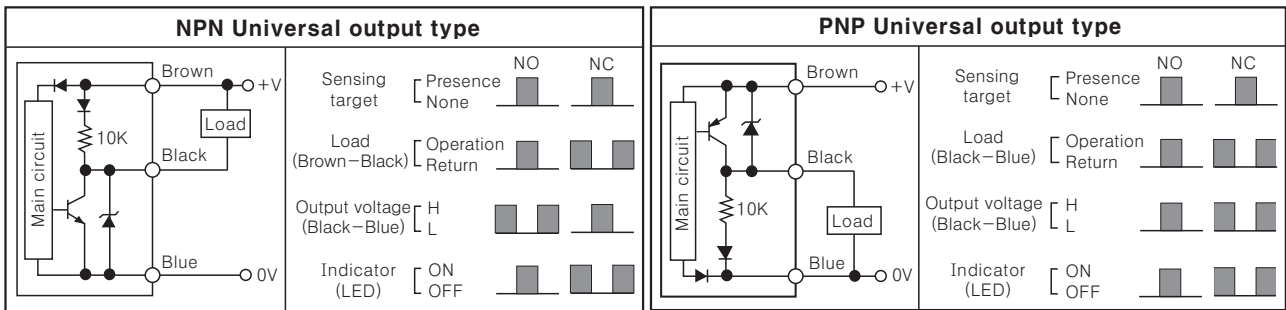 NPN Universal output type
Main circuit
10K
Brown
+V
Load
Black
Blue
0V
NO
NC
Sensing target
Presence
None
Load (Brown−Black)
Operation
Return
Output voltage (Black−Blue)
H
L
Indicator (LED)
ON
OFF
PNP Universal output type
Main circuit
10K
Brown
+V
Black
Load
Blue
0V
NO
NC
Sensing target
Presence
None
Load (Black−Blue)
Operation
Return
Output voltage (Black−Blue)
H
L
Indicator (LED)
ON
OFF